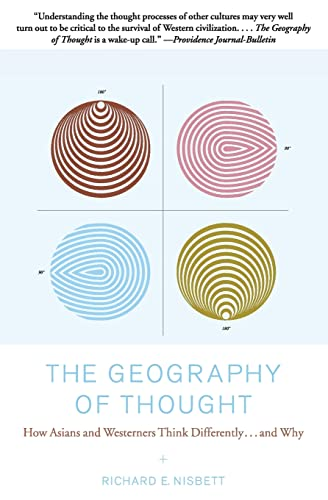 “Understanding the thought processes of other cultures may very well
turn out to be critical to the survival of Western civilization. . . . The Geography
of Thought is a wake-up call.” —Providence Journal-Bulletin
180°
90°
90°
180°
THE GEOGRAPHY
OF THOUGHT
How Asians and Westerners Think Differently . . . and Why
+
RICHARD E. NISBETT